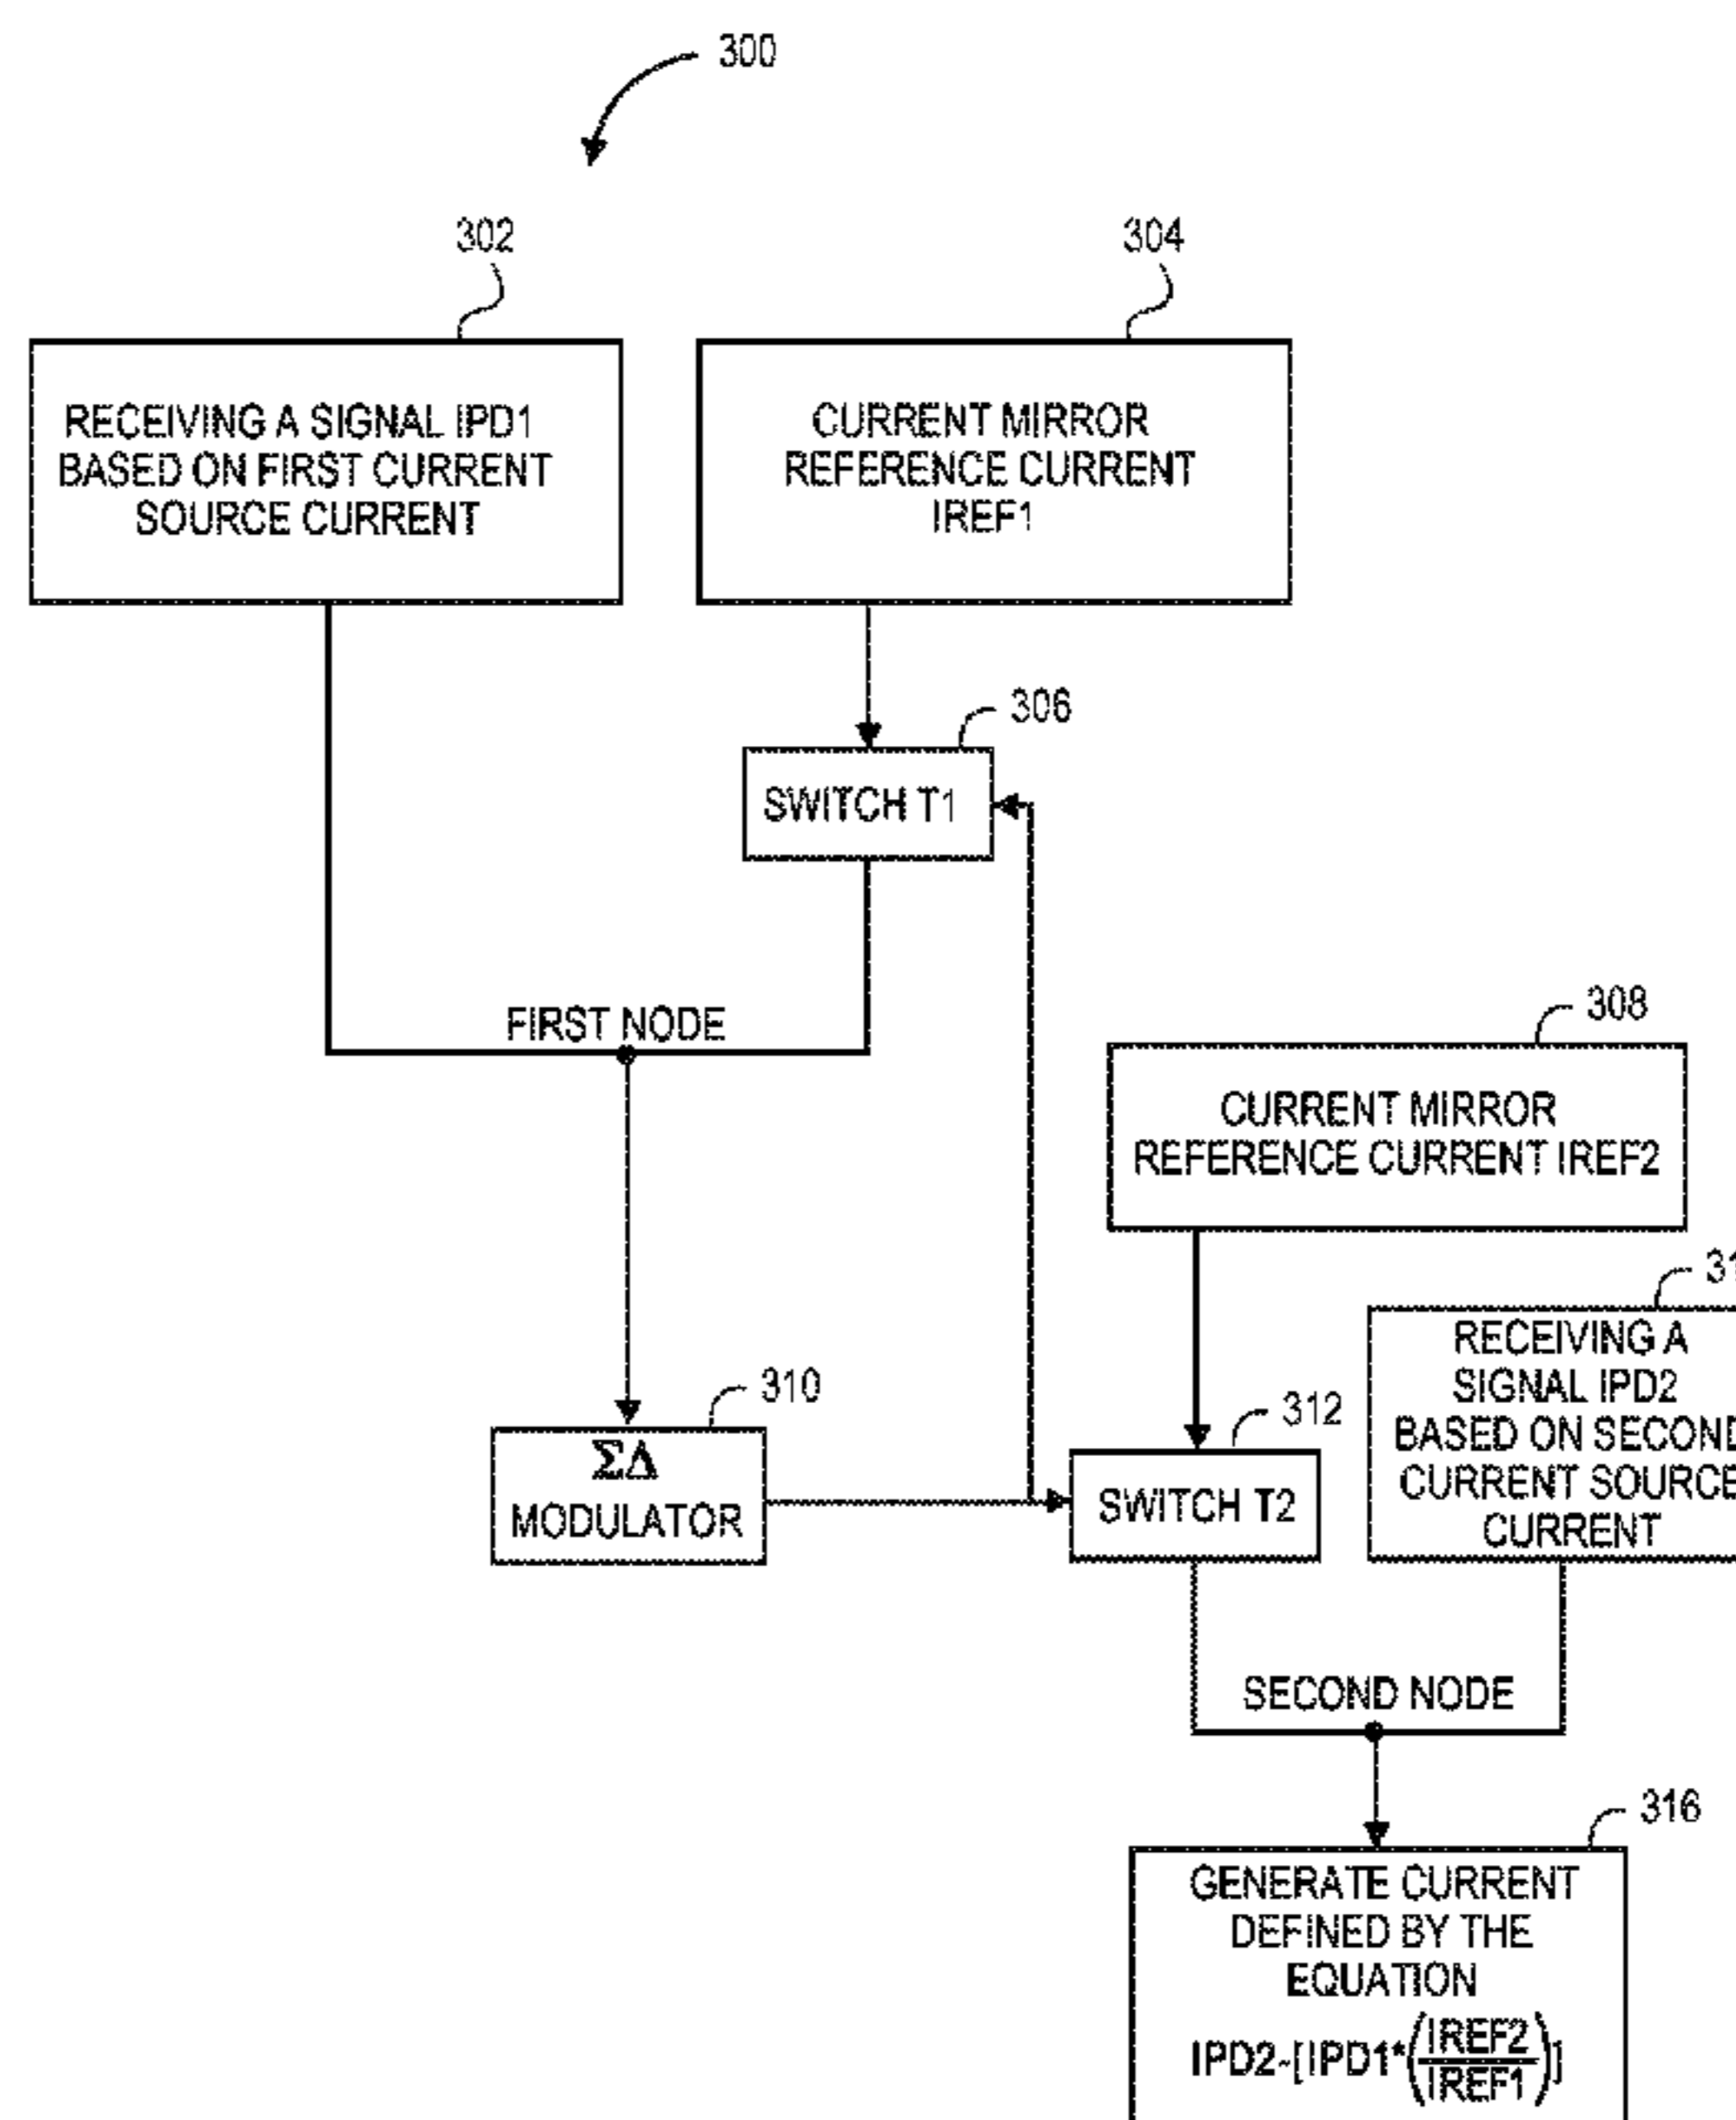 300
302
304
RECEIVING A SIGNAL IPD1
BASED ON FIRST CURRENT
SOURCE CURRENT
CURRENT MIRROR
REFERENCE CURRENT
IREF1
306
SWITCH T1
FIRST NODE
308
CURRENT MIRROR
REFERENCE CURRENT IREF2
RECEIVING A
SIGNAL IPD2
BASED ON SECOND
CURRENT SOURCE
CURRENT
310
ΣΔ
MODULATOR
312
SWITCH T2
SECOND NODE
316
GENERATE CURRENT
DEFINED BY THE
EQUATION
IPD2-[IPD1*(IREF2/IREF1)]